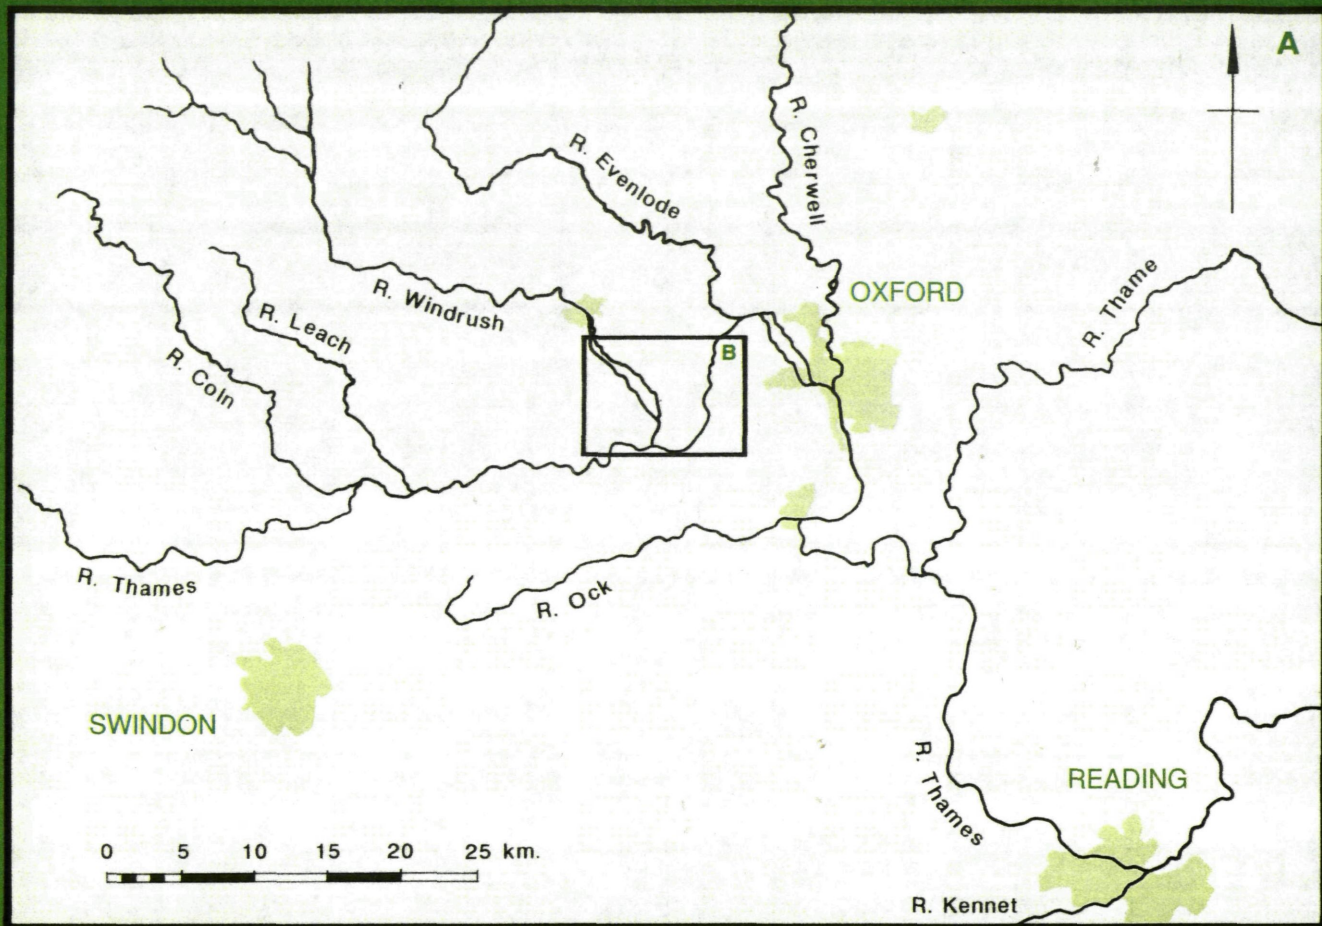 A
R. Cherwell
R. Evenlode
OXFORD
R. Thame
R. Windrush
R. Leach
B
R. Coln
R. Thames
R. Ock
SWINDON
R. Thames
READING
0 5 10 15 20 25 km.
R. Kennet